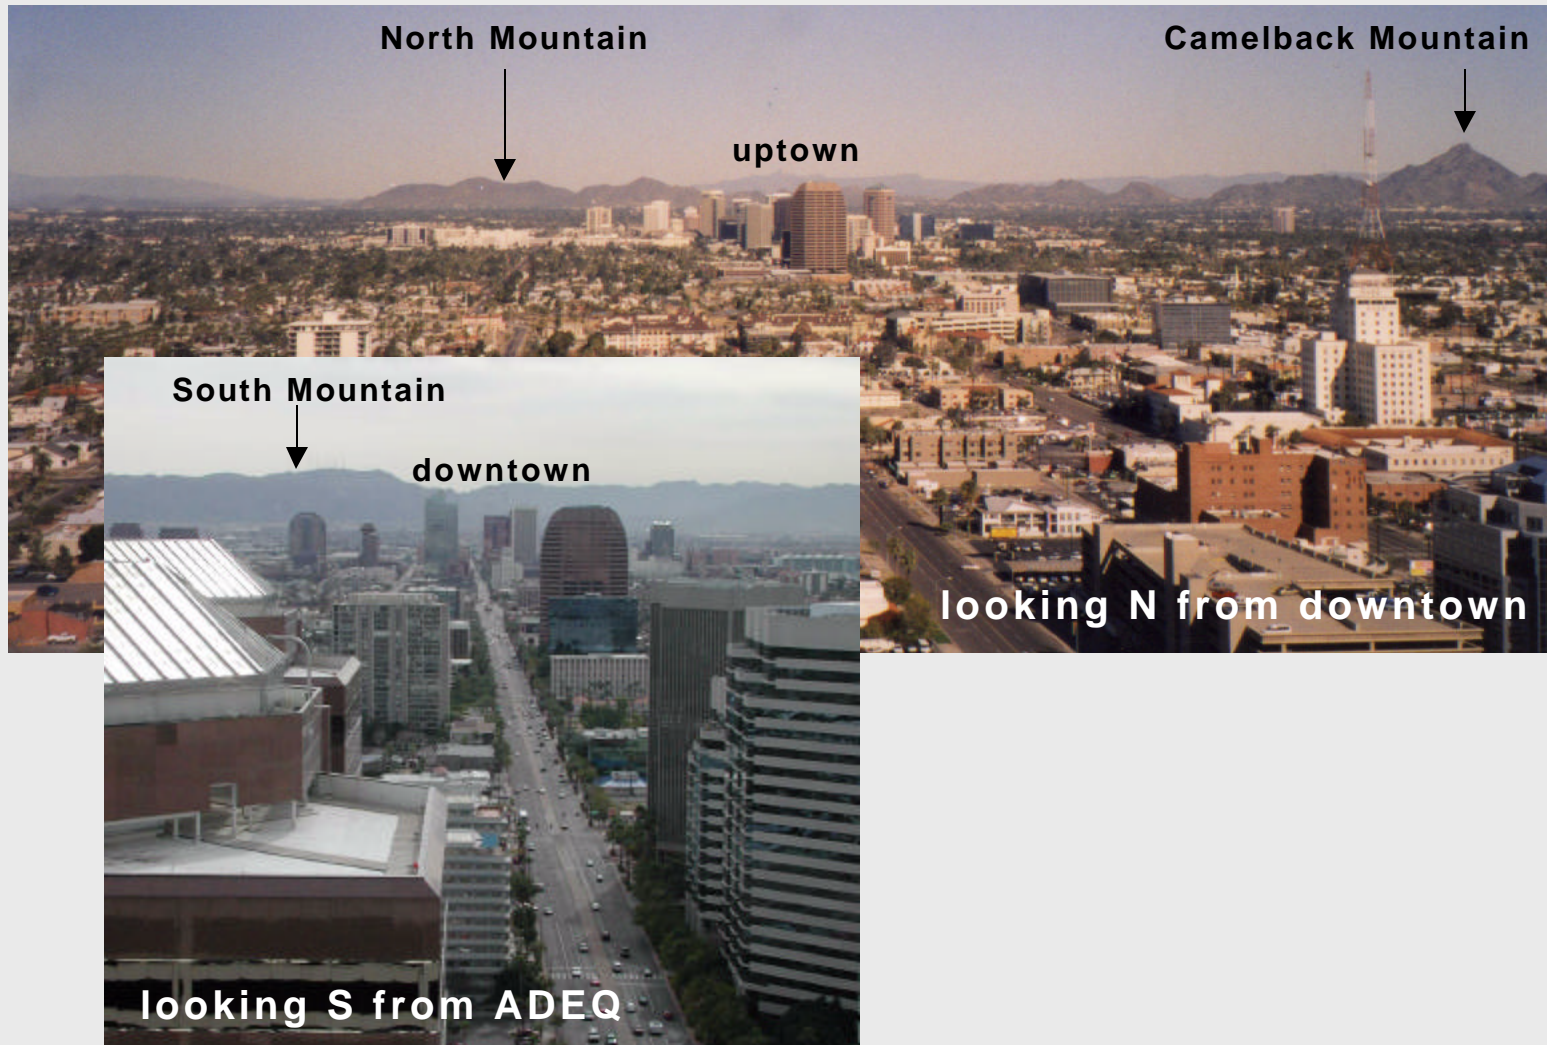 North Mountain
Camelback Mountain
uptown
looking N from downtown
South Mountain
downtown
looking S from ADEQ